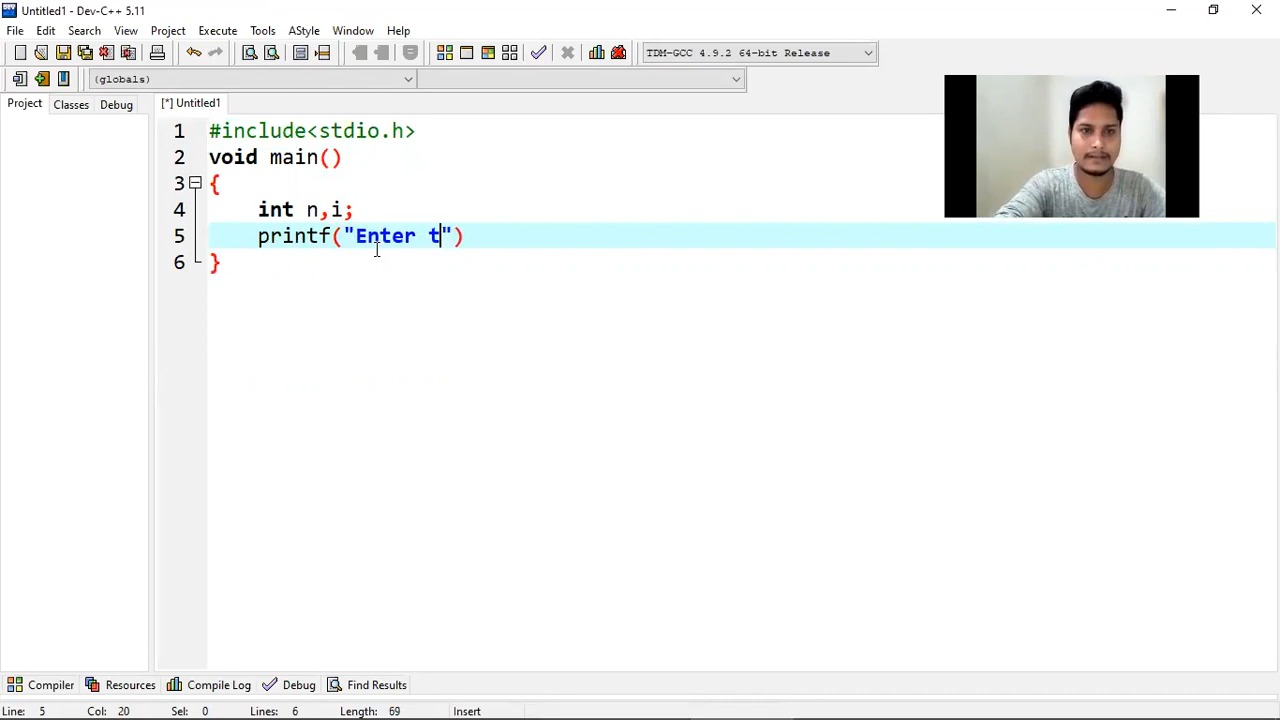 Untitled1 - Dev-C++ 5.11
File Edit Search View Project Execute Tools AStyle Window Help
TDM-GCC 4.9.2 64-bit Release
(globals)
Project Classes Debug [*] Untitled1
1 #include<stdio.h>
2 void main()
3 {
4 int n,i;
5 printf("Enter t")
6 }
Compiler Resources Compile Log Debug Find Results
Line: 5 Col: 20 Sel: 0 Lines: 6 Length: 69 Insert